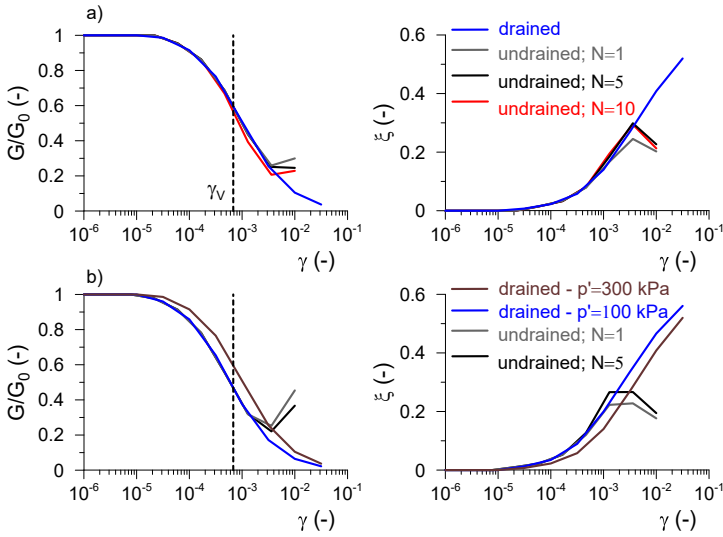 a)
G/G0 (-)
1
0.8
0.6
0.4
0.2
0
γV
10-6
10-5
10-4
10-3
10-2
10-1
γ (-)
drained
undrained; N=1
undrained; N=5
undrained; N=10
ξ (-)
0.6
0.4
0.2
0
10-6
10-5
10-4
10-3
10-2
10-1
γ (-)
b)
G/G0 (-)
1
0.8
0.6
0.4
0.2
0
10-6
10-5
10-4
10-3
10-2
10-1
γ (-)
drained - p'=300 kPa
drained - p'=100 kPa
undrained; N=1
undrained; N=5
ξ (-)
0.6
0.4
0.2
0
10-6
10-5
10-4
10-3
10-2
10-1
γ (-)